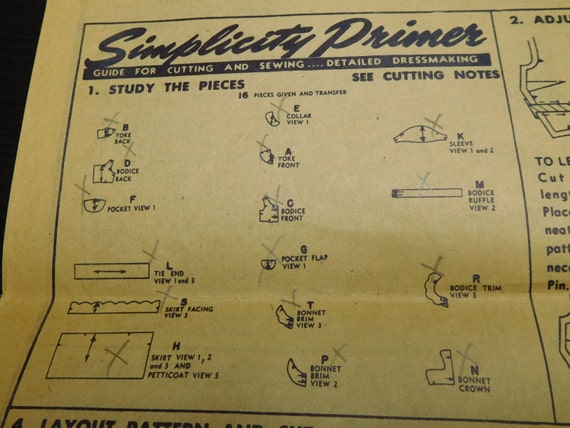 Simplicity Primer
GUIDE FOR CUTTING AND SEWING....DETAILED DRESSMAKING
1. STUDY THE PIECES
SEE CUTTING NOTES
16 PIECES GIVEN AND TRANSFER
B
YOKE
BACK
E
COLLAR
VIEW 1
K
SLEEVE
VIEW 1 and 2
D
BODICE
BACK
A
YOKE
FRONT
M
BODICE
RUFFLE
VIEW 2
F
POCKET VIEW 1
G
BODICE
FRONT
G
POCKET FLAP
VIEW 1
L
TIE END
VIEW 1 and 3
R
BODICE TRIM
VIEW 3
S
SKIRT FACING
VIEW 3
T
BONNET
BRIM
VIEW 3
H
SKIRT VIEW 1, 2
and 3 AND
PETTICOAT VIEW 3
P
BONNET
BRIM
VIEW 2
N
BONNET
CROWN
2. ADJU
TO LE
Cut
length
Place
neat
patt
nece
Pin.
4. LAYOUT PATTERN AND CUT